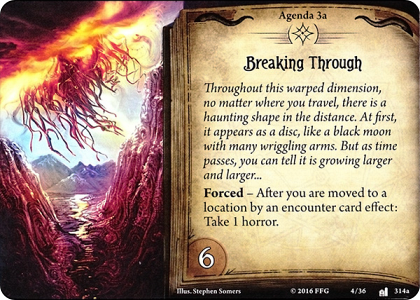 Agenda 3a
Breaking Through
Throughout this warped dimension,
no matter where you travel, there is a
haunting shape in the distance. At first,
it appears as a disc, like a black moon
with many wriggling arms. But as time
passes, you can tell it is growing larger
and larger...
Forced – After you are moved to a
location by an encounter card effect:
Take 1 horror.
6
Illus. Stephen Somers
© 2016 FFG
4/36
314a